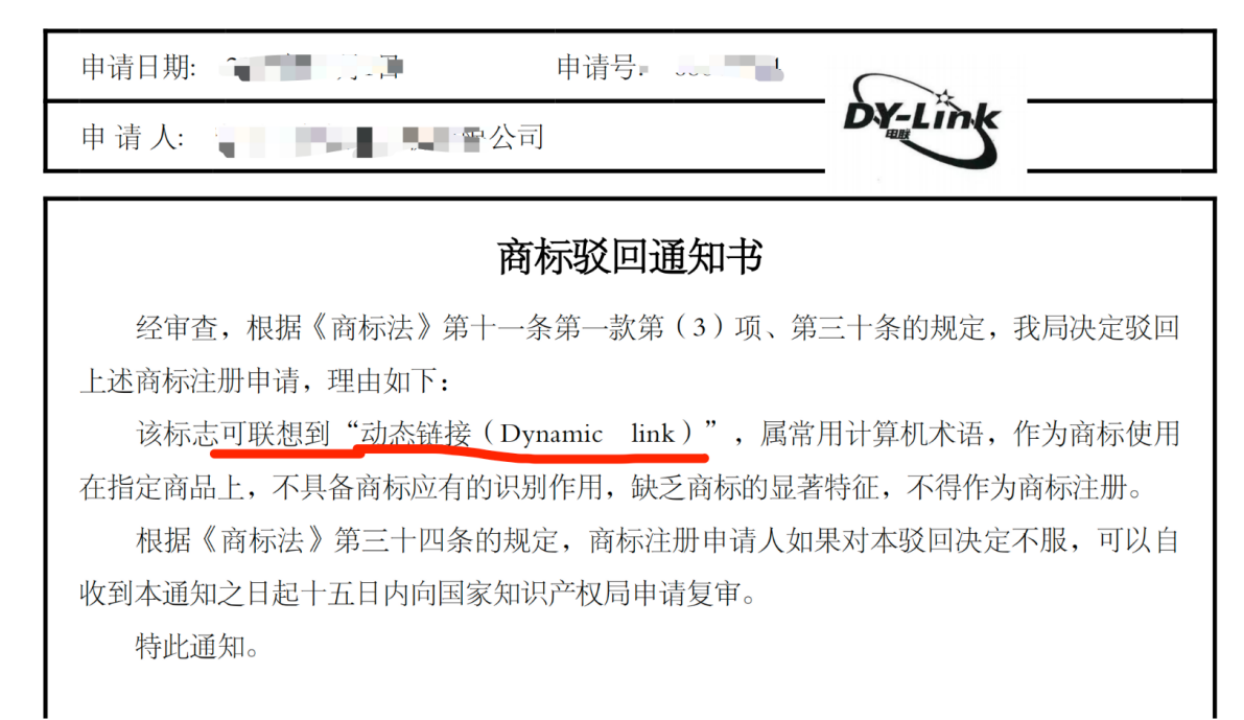 申请日期:
申请号:
申 请 人: 公司
DY-Link
电联
商标驳回通知书
经审查，根据《商标法》第十一条第一款第（3）项、第三十条的规定，我局决定驳回
上述商标注册申请，理由如下：
该标志可联想到“动态链接（Dynamic link）”，属常用计算机术语，作为商标使用
在指定商品上，不具备商标应有的识别作用，缺乏商标的显著特征，不得作为商标注册。
根据《商标法》第三十四条的规定，商标注册申请人如果对本驳回决定不服，可以自
收到本通知之日起十五日内向国家知识产权局申请复审。
特此通知。